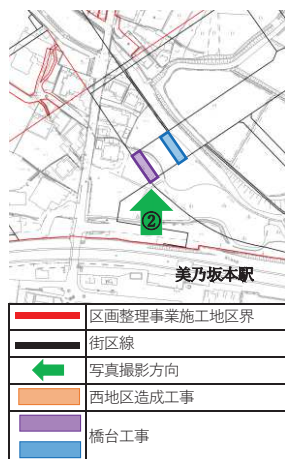 ②
美乃坂本駅
区画整理事業施工地区界
街区線
写真撮影方向
西地区造成工事
橋台工事